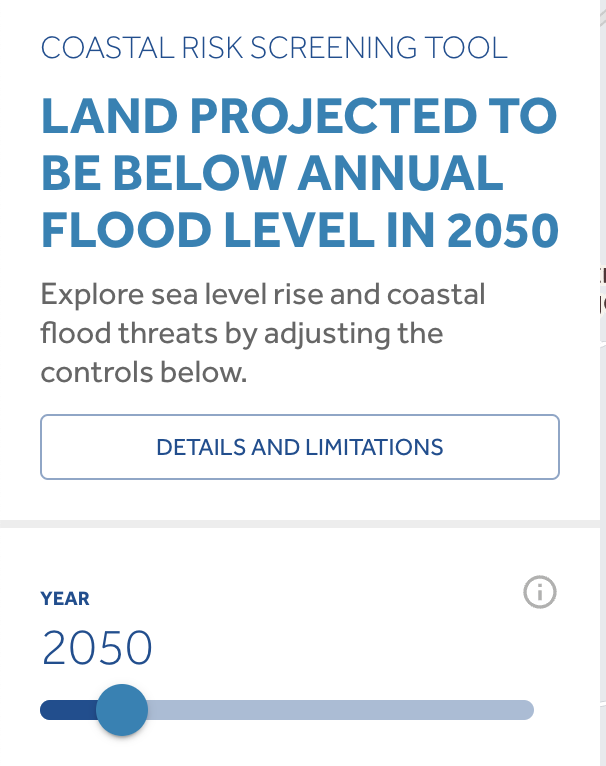 COASTAL RISK SCREENING TOOL
LAND PROJECTED TO
BE BELOW ANNUAL
FLOOD LEVEL IN 2050
Explore sea level rise and coastal
flood threats by adjusting the
controls below.
DETAILS AND LIMITATIONS
YEAR
2050